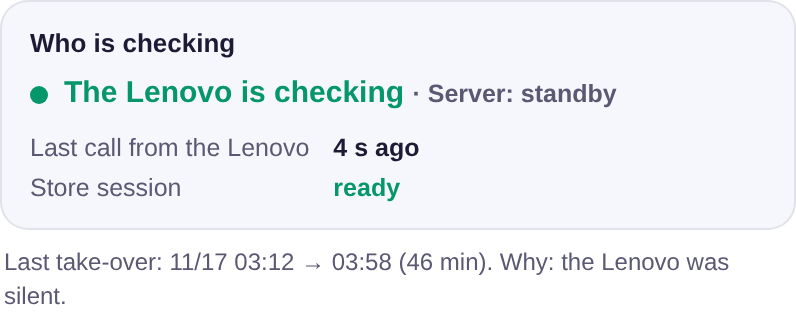 Who is checking
The Lenovo is checking · Server: standby
Last call from the Lenovo 4 s ago
Store session ready
Last take-over: 11/17 03:12 → 03:58 (46 min). Why: the Lenovo was
silent.